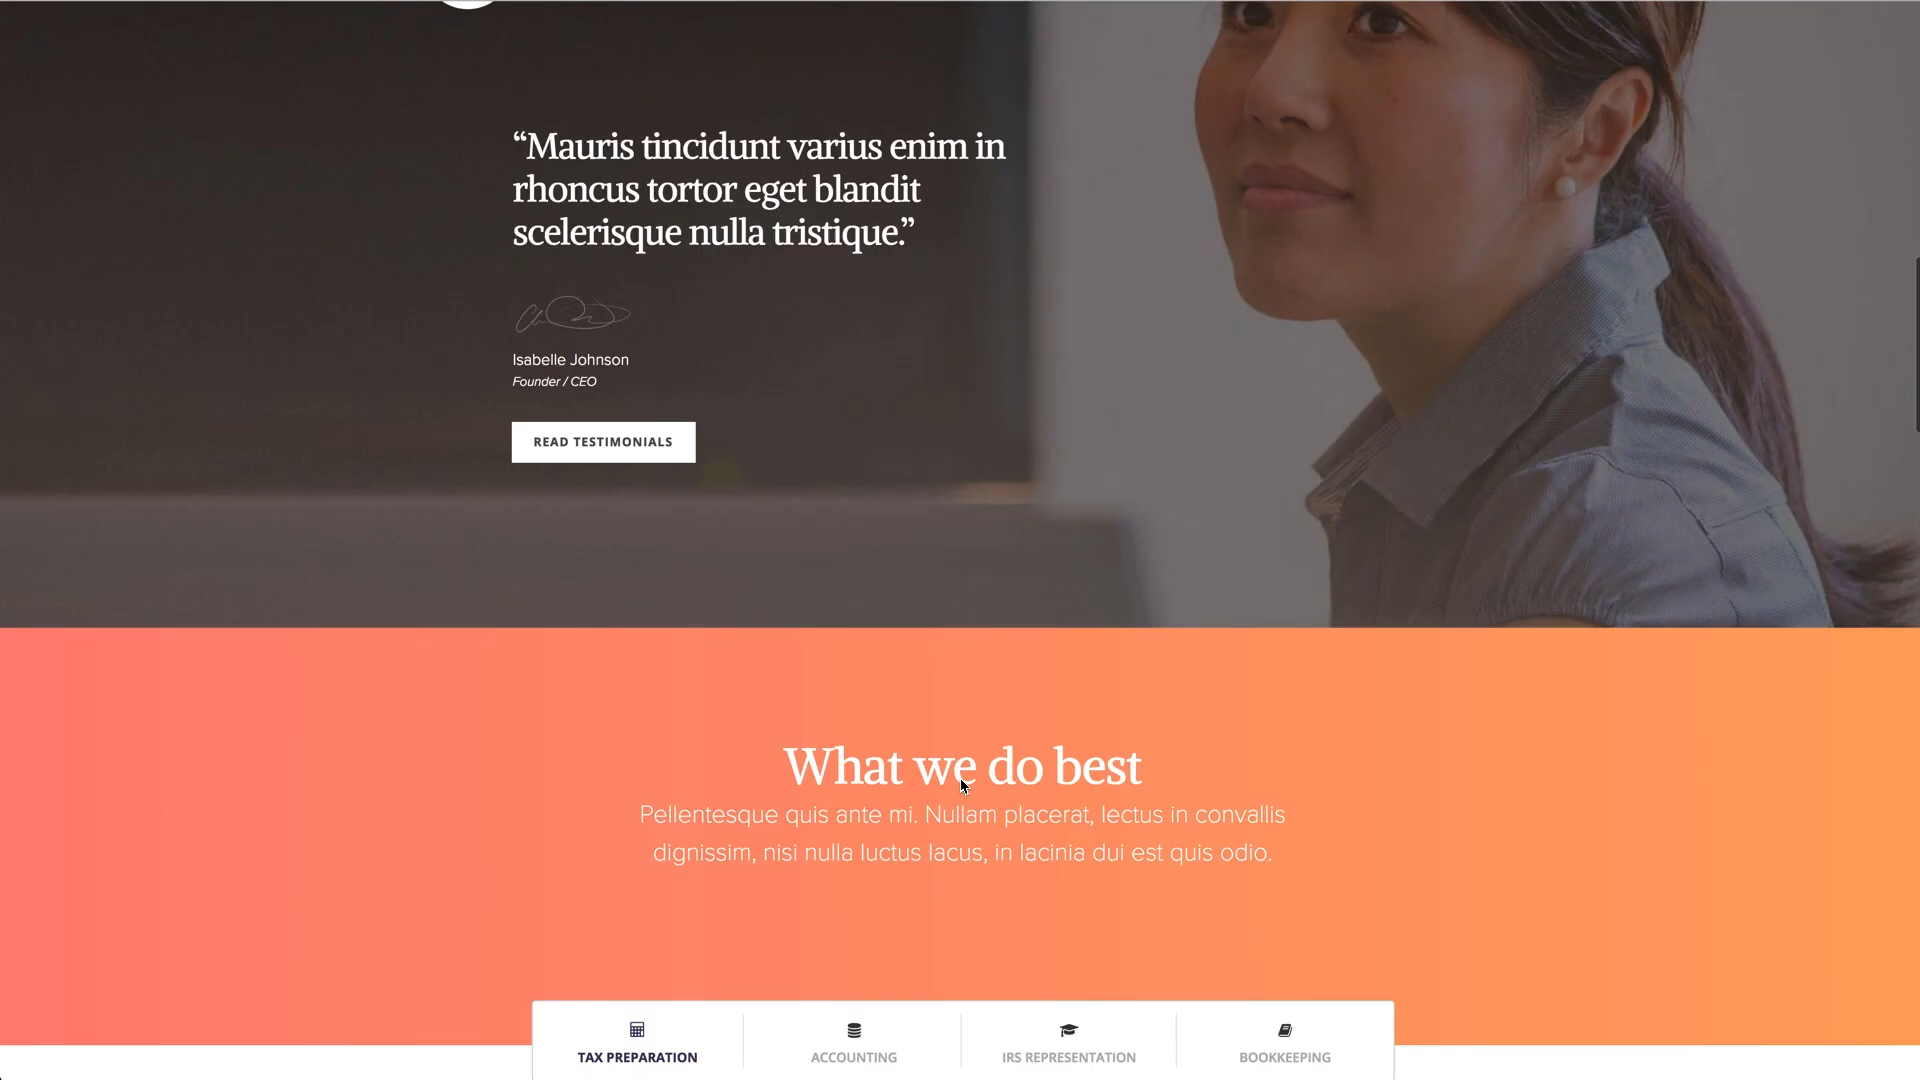 “Mauris tincidunt varius enim in
rhoncus tortor eget blandit
scelerisque nulla tristique.”
Isabelle Johnson
Founder / CEO
READ TESTIMONIALS
What we do best
Pellentesque quis ante mi. Nullam placerat, lectus in convallis
dignissim, nisi nulla luctus lacus, in lacinia dui est quis odio.
TAX PREPARATION
ACCOUNTING
IRS REPRESENTATION
BOOKKEEPING